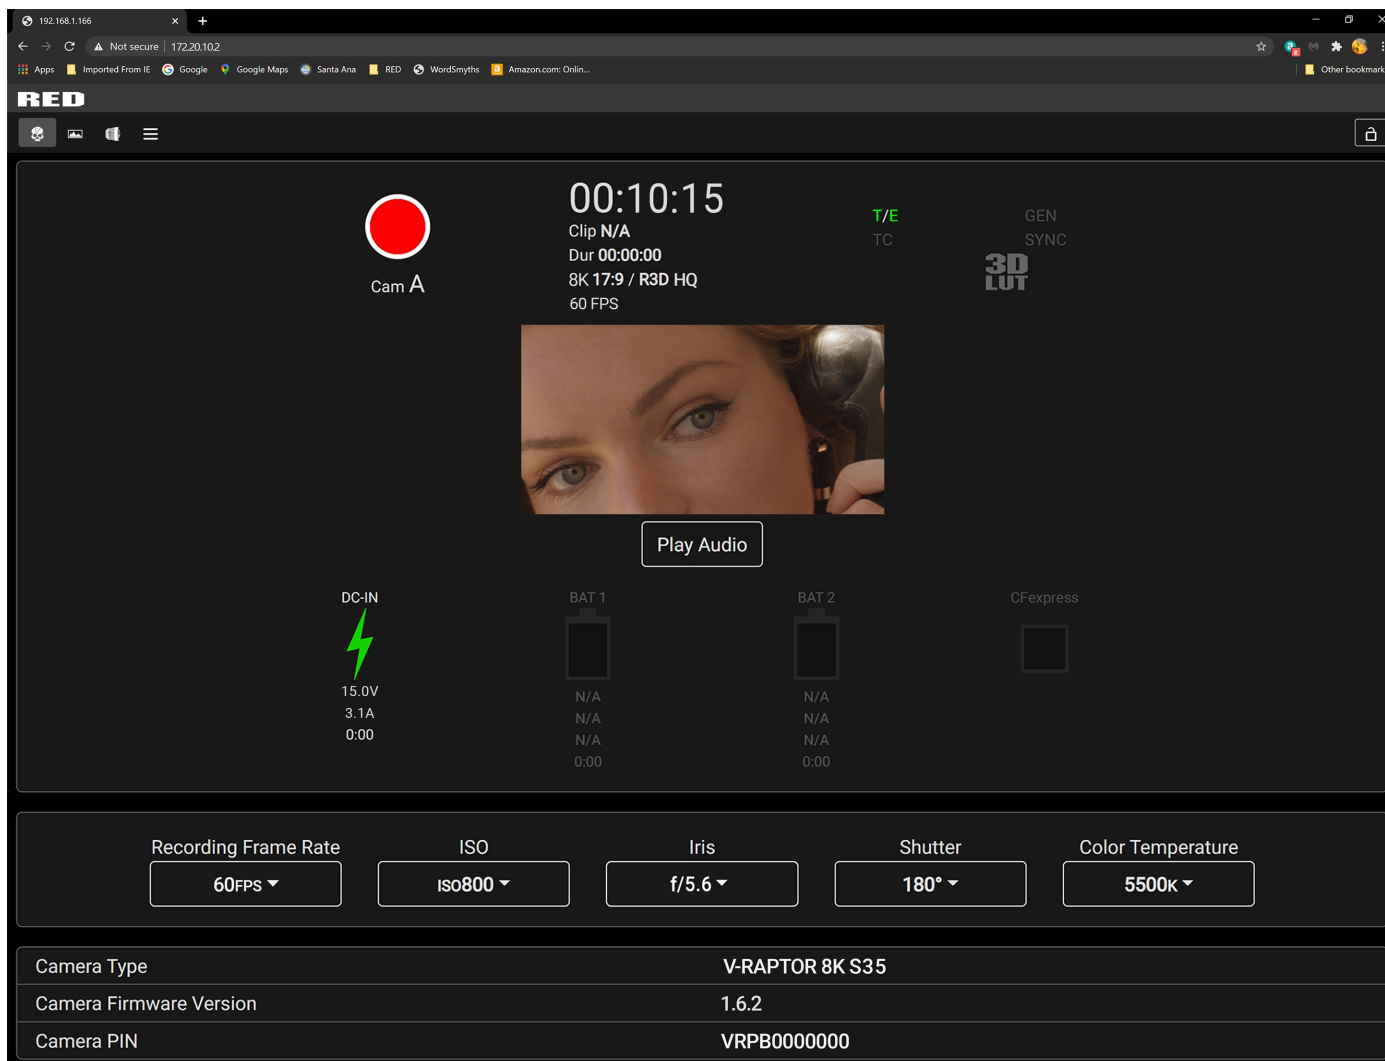 192.168.1.166
Not secure 172.20.10.2
Apps Imported From IE Google Google Maps Santa Ana RED WordSmyths Amazon.com: Onlin... Other bookmark
RED
00:10:15
Clip N/A
Dur 00:00:00
8K 17:9 / R3D HQ
60 FPS
Cam A
T/E GEN
TC SYNC
3D
LUT
Play Audio
DC-IN BAT 1 BAT 2 CFexpress
15.0V N/A N/A
3.1A N/A N/A
0:00 N/A N/A
0:00 0:00
Recording Frame Rate ISO Iris Shutter Color Temperature
60FPS ISO800 f/5.6 180° 5500K
Camera Type V-RAPTOR 8K S35
Camera Firmware Version 1.6.2
Camera PIN VRPB0000000